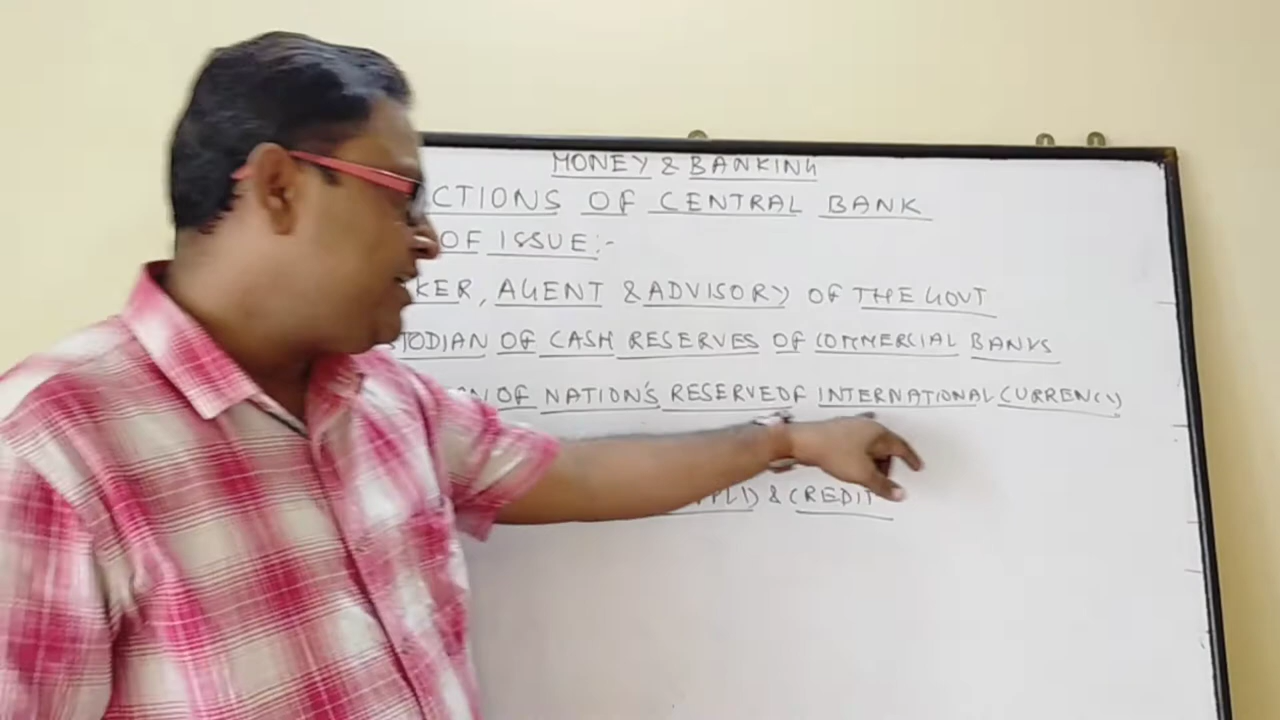 MONEY & BANKING
CTIONS OF CENTRAL BANK
OF ISSUE:-
KER, AGENT & ADVISORY OF THE GOVT
TODIAN OF CASH RESERVES OF COMMERCIAL BANKS
N OF NATION'S RESERVE OF INTERNATIONAL CURRENCY
& CREDIT